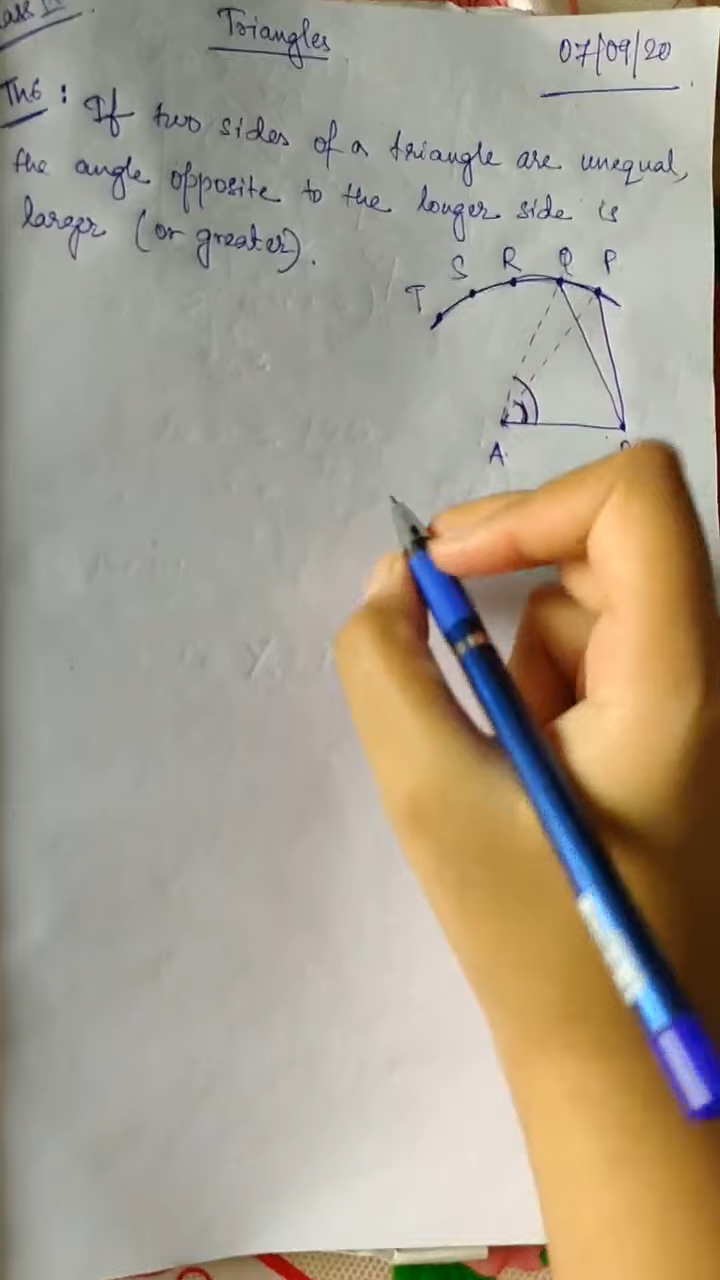 Triangles
07/09/20
Th6 : If two sides of a triangle are unequal,
the angle opposite to the longer side is
larger (or greater).
T S R Q P
A